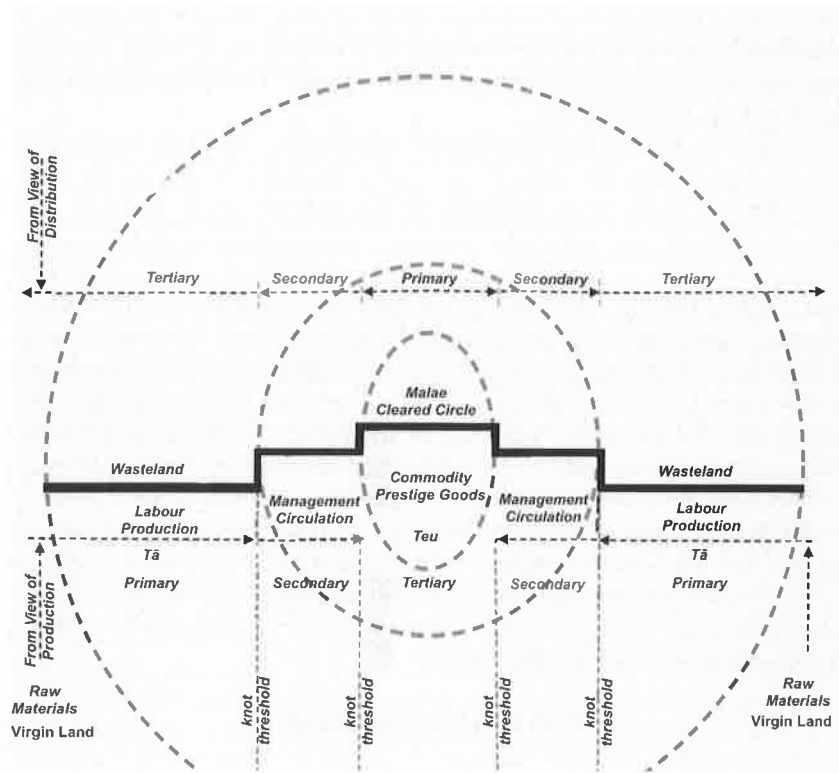 From View of
Distribution
Tertiary
Secondary
Primary
Secondary
Tertiary
Malae
Cleared Circle
Wasteland
Wasteland
Commodity
Prestige Goods
Labour
Production
Management
Circulation
Management
Circulation
Labour
Production
Teu
Tā
Tā
Primary
Secondary
Tertiary
Secondary
Primary
From View of
Production
Raw
Materials
Virgin Land
knot
threshold
knot
threshold
knot
threshold
knot
threshold
Raw
Materials
Virgin Land